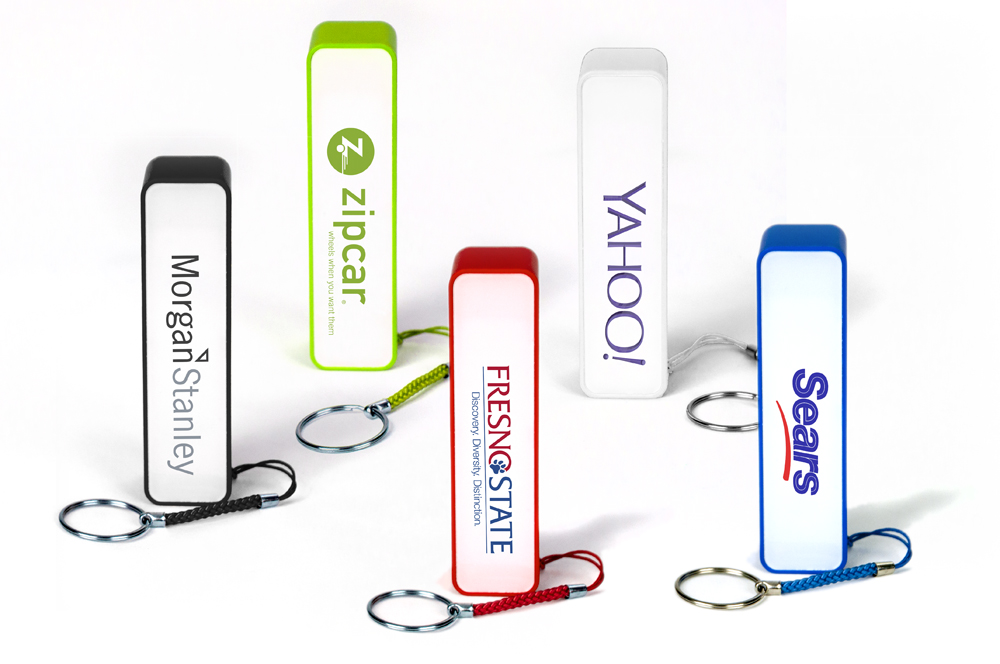 Morgan Stanley
Z
zipcar®
wheels when you want them
FRESNO STATE
Discovery. Diversity. Distinction.
YAHOO!
Sears